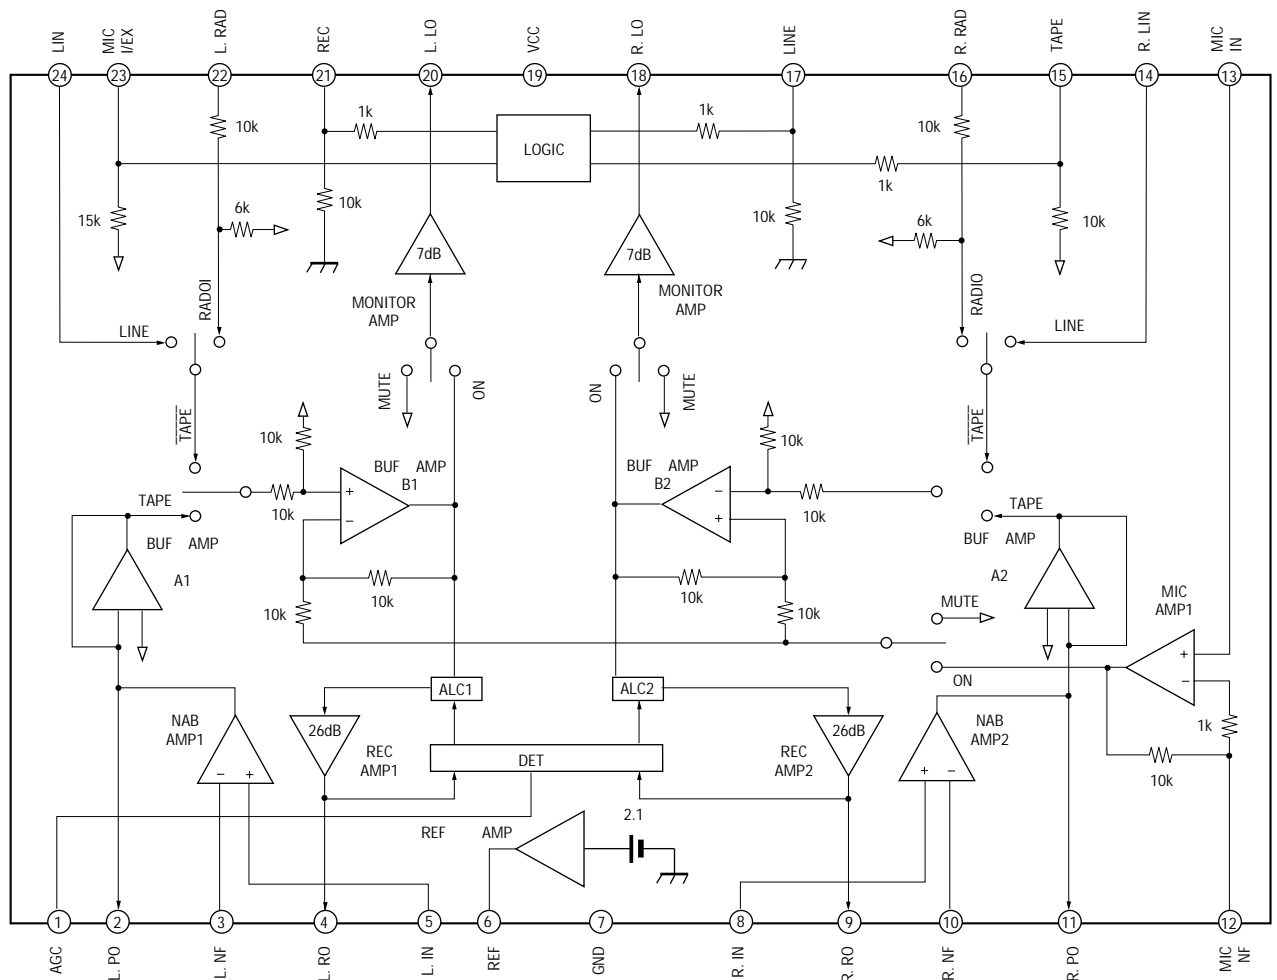 LIN
MIC
I/EX
L. RAD
REC
L. LO
VCC
R. LO
LINE
R. RAD
TAPE
R. LIN
MIC
IN
24
23
22
21
20
19
18
17
16
15
14
13
10k
1k
LOGIC
1k
10k
1k
15k
6k
10k
7dB
7dB
10k
6k
10k
RADOI
MONITOR
AMP
MONITOR
AMP
RADIO
LINE
LINE
MUTE
ON
ON
MUTE
TAPE
TAPE
10k
BUF AMP
B1
+
−
BUF AMP
B2
−
+
10k
TAPE
10k
10k
TAPE
BUF AMP
A1
BUF AMP
A2
10k
10k
10k
10k
MUTE
MIC
AMP1
+
−
ON
ALC1
ALC2
NAB
AMP1
− +
26dB
REC
AMP1
DET
REC
AMP2
26dB
NAB
AMP2
+ −
1k
10k
REF AMP
2.1
1
2
3
4
5
6
7
8
9
10
11
12
AGC
L. PO
L. NF
L. RO
L. IN
REF
GND
R. IN
R. RO
R. NF
R. PO
MIC
NF